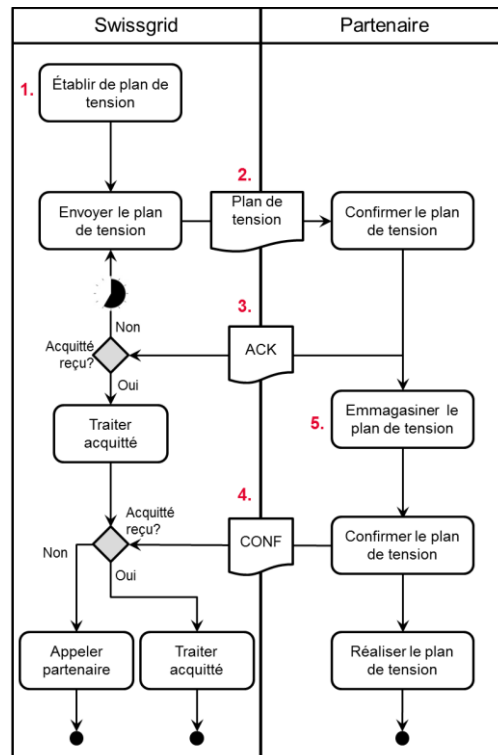 Swissgrid
Partenaire
1.
Établir de plan de
tension
2.
Envoyer le plan
de tension
Plan de
tension
Confirmer le plan
de tension
Non
3.
Acquitté
reçu?
ACK
Oui
Traiter
acquitté
5.
Emmagasiner le
plan de tension
4.
Acquitté
reçu?
Non
Oui
CONF
Confirmer le plan
de tension
Appeler
partenaire
Traiter
acquitté
Réaliser le plan
de tension